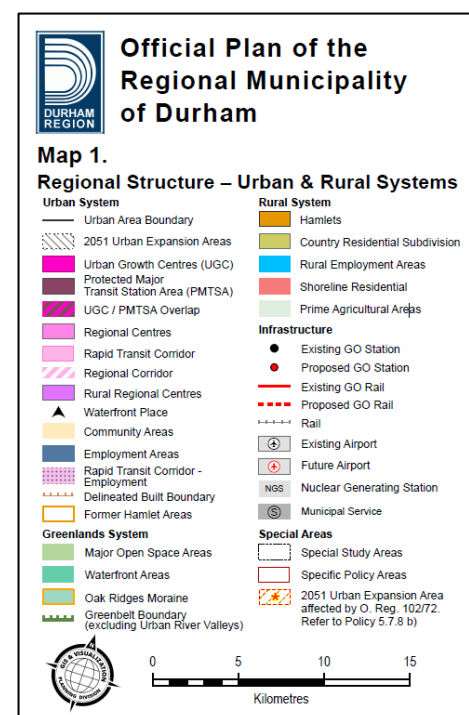 DURHAM
REGION
Official Plan of the
Regional Municipality
of Durham
Map 1.
Regional Structure – Urban & Rural Systems
Urban System
Urban Area Boundary
2051 Urban Expansion Areas
Urban Growth Centres (UGC)
Protected Major
Transit Station Area (PMTSA)
UGC / PMTSA Overlap
Regional Centres
Rapid Transit Corridor
Regional Corridor
Rural Regional Centres
Waterfront Place
Community Areas
Employment Areas
Rapid Transit Corridor -
Employment
Delineated Built Boundary
Former Hamlet Areas
Greenlands System
Major Open Space Areas
Waterfront Areas
Oak Ridges Moraine
Greenbelt Boundary
(excluding Urban River Valleys)
Rural System
Hamlets
Country Residential Subdivision
Rural Employment Areas
Shoreline Residential
Prime Agricultural Areas
Infrastructure
Existing GO Station
Proposed GO Station
Existing GO Rail
Proposed GO Rail
Rail
Existing Airport
Future Airport
NGS Nuclear Generating Station
S Municipal Service
Special Areas
Special Study Areas
Specific Policy Areas
2051 Urban Expansion Area
affected by O. Reg. 102/72.
Refer to Policy 5.7.8 b)
GIS & VISUALIZATION
PLANNING DIVISION
0 5 10 15
Kilometres